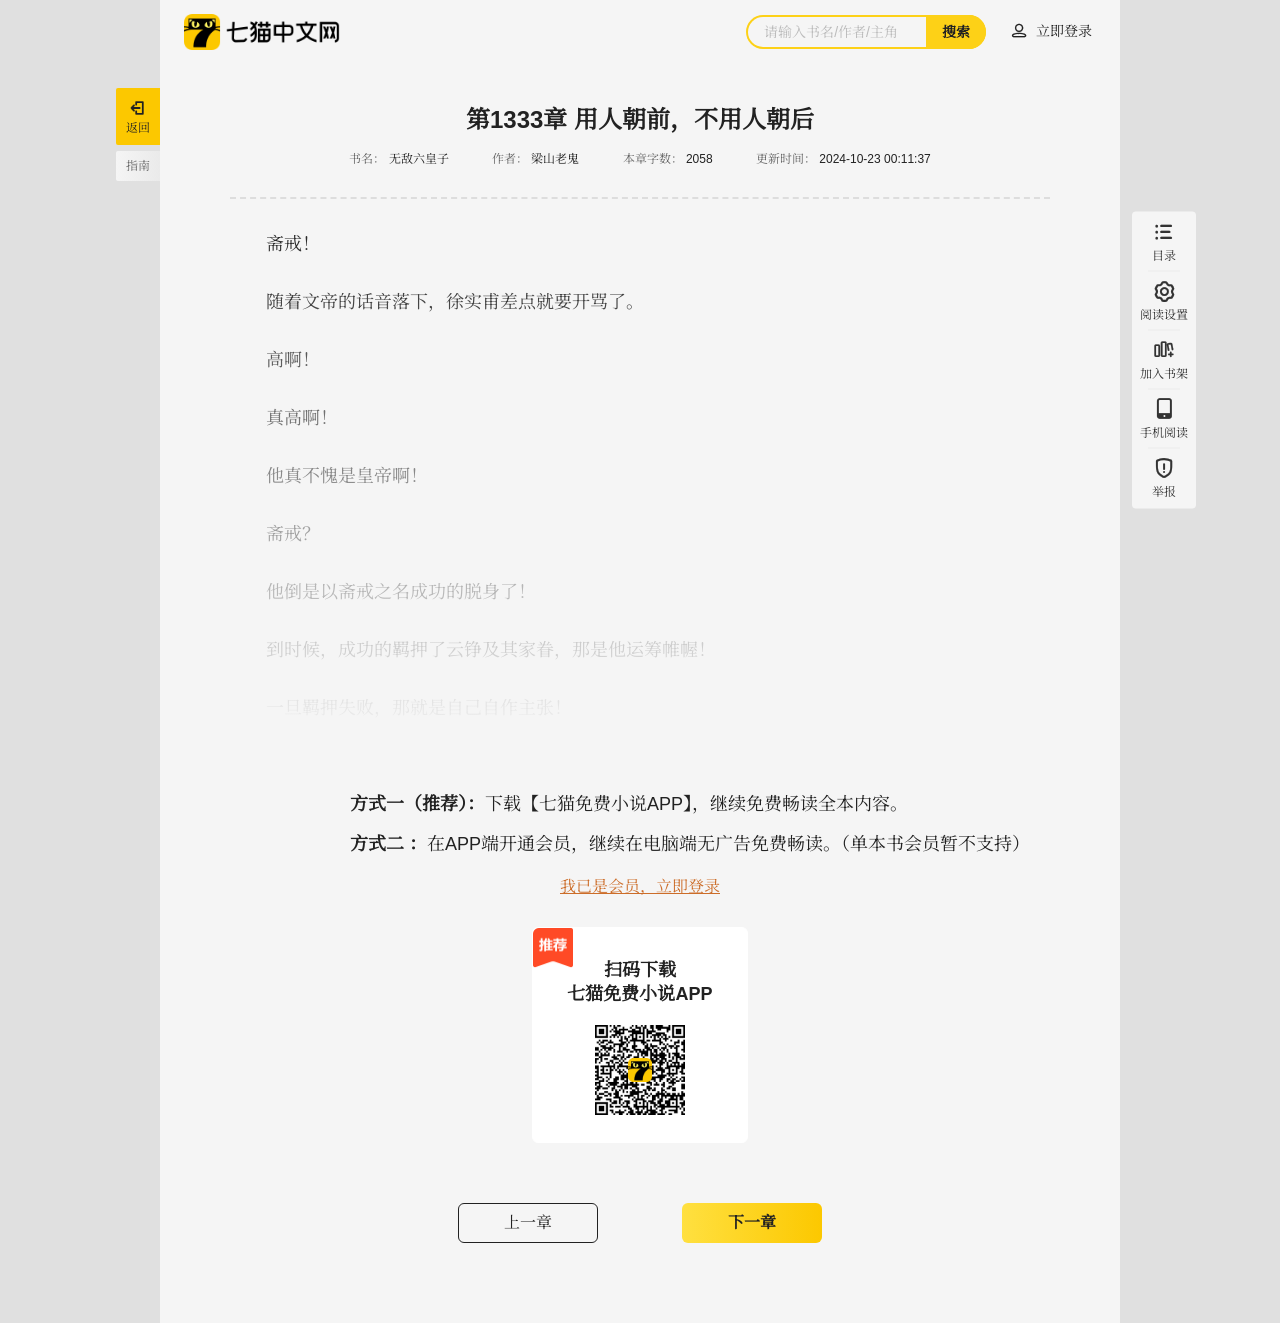 七猫中文网
请输入书名/作者/主角
搜索
立即登录
返回
指南
第1333章 用人朝前，不用人朝后
书名： 无敌六皇子 作者： 梁山老鬼 本章字数： 2058 更新时间： 2024-10-23 00:11:37
斋戒！
随着文帝的话音落下，徐实甫差点就要开骂了。
高啊！
真高啊！
他真不愧是皇帝啊！
斋戒？
他倒是以斋戒之名成功的脱身了！
到时候，成功的羁押了云铮及其家眷，那是他运筹帷幄！
一旦羁押失败，那就是自己自作主张！
目录
阅读设置
加入书架
手机阅读
举报
方式一（推荐）：下载【七猫免费小说APP】，继续免费畅读全本内容。
方式二 ：在APP端开通会员，继续在电脑端无广告免费畅读。（单本书会员暂不支持）
我已是会员，立即登录
推荐
扫码下载
七猫免费小说APP
上一章
下一章